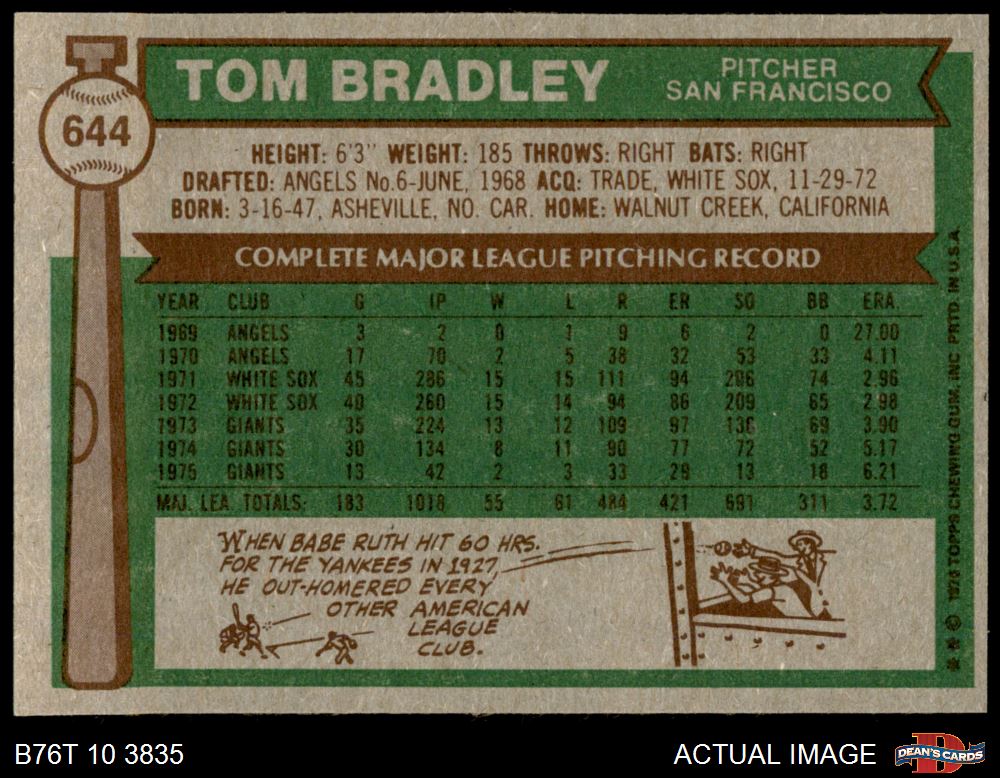 TOM BRADLEY
PITCHER
SAN FRANCISCO
644
HEIGHT: 6'3" WEIGHT: 185 THROWS: RIGHT BATS: RIGHT
DRAFTED: ANGELS No.6-JUNE, 1968 ACQ: TRADE, WHITE SOX, 11-29-72
BORN: 3-16-47, ASHEVILLE, NO. CAR. HOME: WALNUT CREEK, CALIFORNIA
COMPLETE MAJOR LEAGUE PITCHING RECORD
YEAR CLUB G IP W L R ER SO BB ERA.
1969 ANGELS 3 2 0 1 9 6 2 0 27.00
1970 ANGELS 17 70 2 5 38 32 53 33 4.11
1971 WHITE SOX 45 286 15 15 111 94 206 74 2.96
1972 WHITE SOX 40 260 15 14 94 86 209 65 2.98
1973 GIANTS 35 224 13 12 109 97 136 69 3.90
1974 GIANTS 30 134 8 11 90 77 72 52 5.17
1975 GIANTS 13 42 2 3 33 29 13 18 6.21
MAJ. LEA. TOTALS: 183 1018 55 61 484 421 691 311 3.72
WHEN BABE RUTH HIT 60 HRS.
FOR THE YANKEES IN 1927,
HE OUT-HOMERED EVERY
OTHER AMERICAN
LEAGUE
CLUB.
** © 1976 TOPPS CHEWING GUM, INC. PRTD. IN U.S.A.
B76T 10 3835
ACTUAL IMAGE
DEAN'S CARDS